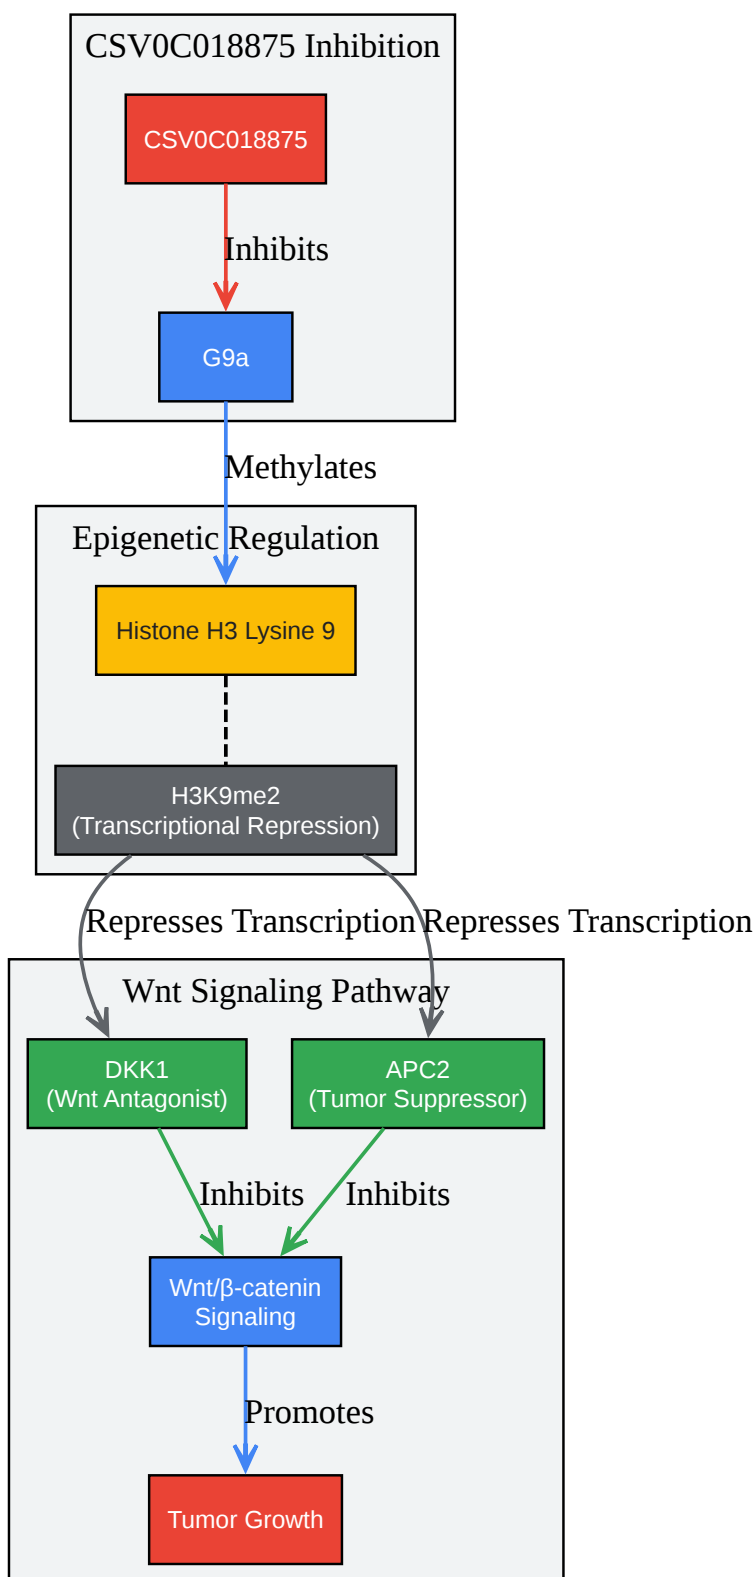 CSV0C018875 Inhibition
CSV0C018875
Inhibits
G9a
Methylates
Epigenetic Regulation
Histone H3 Lysine 9
H3K9me2
(Transcriptional Repression)
Represses Transcription
Represses Transcription
Wnt Signaling Pathway
DKK1
(Wnt Antagonist)
APC2
(Tumor Suppressor)
Inhibits
Inhibits
Wnt/β-catenin
Signaling
Promotes
Tumor Growth